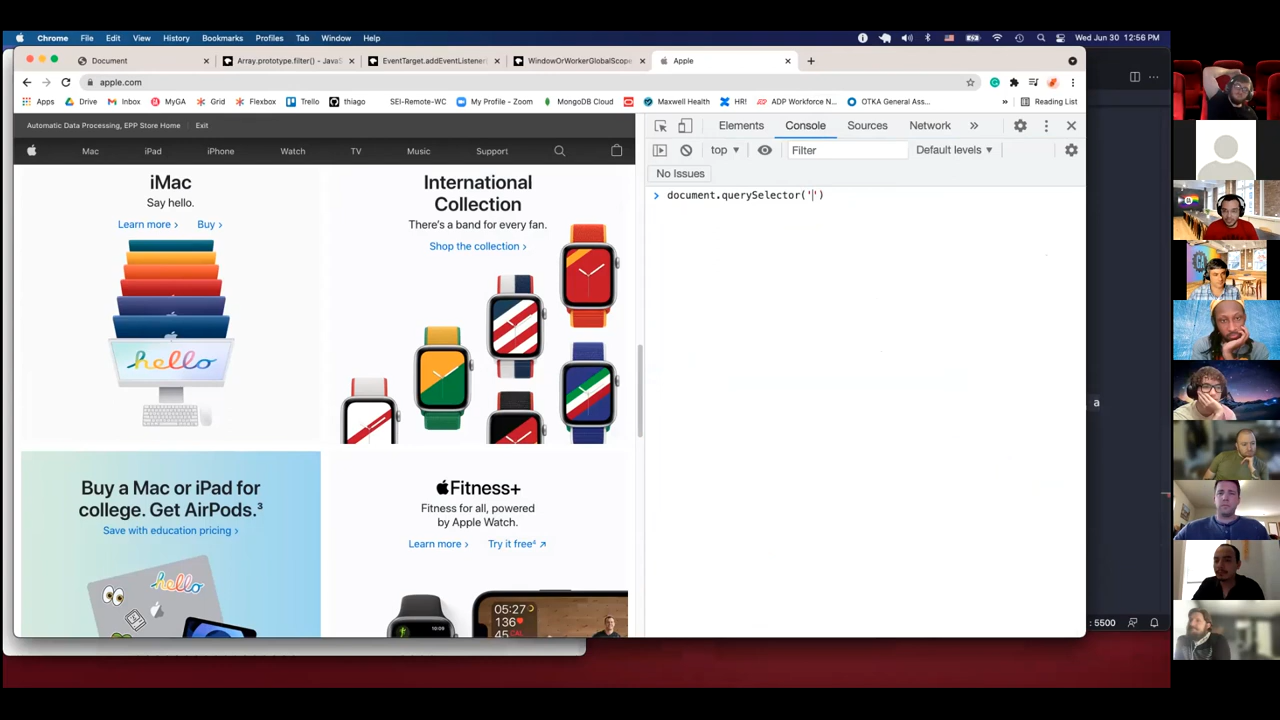 Chrome File Edit View History Bookmarks Profiles Tab Window Help Wed Jun 30 12:56 PM
Document Array.prototype.filter() - JavaS EventTarget.addEventListener( WindowOrWorkerGlobalScope. Apple
apple.com
Apps Drive Inbox MyGA Grid Flexbox Trello thiago SEI-Remote-WC My Profile - Zoom MongoDB Cloud Maxwell Health HR! ADP Workforce N... OTKA General Ass... » Reading List
Automatic Data Processing, EPP Store Home Exit
Mac iPad iPhone Watch TV Music Support
iMac
Say hello.
Learn more > Buy >
hello
International
Collection
There's a band for every fan.
Shop the collection >
Buy a Mac or iPad for
college. Get AirPods.³
Save with education pricing >
hello
Fitness+
Fitness for all, powered
by Apple Watch.
Learn more > Try it free⁴ ↗
10:09
05:27
136
45 CAL
Elements Console Sources Network »
top ▾ Filter Default levels ▾
No Issues
> document.querySelector('')
a
: 5500
GA